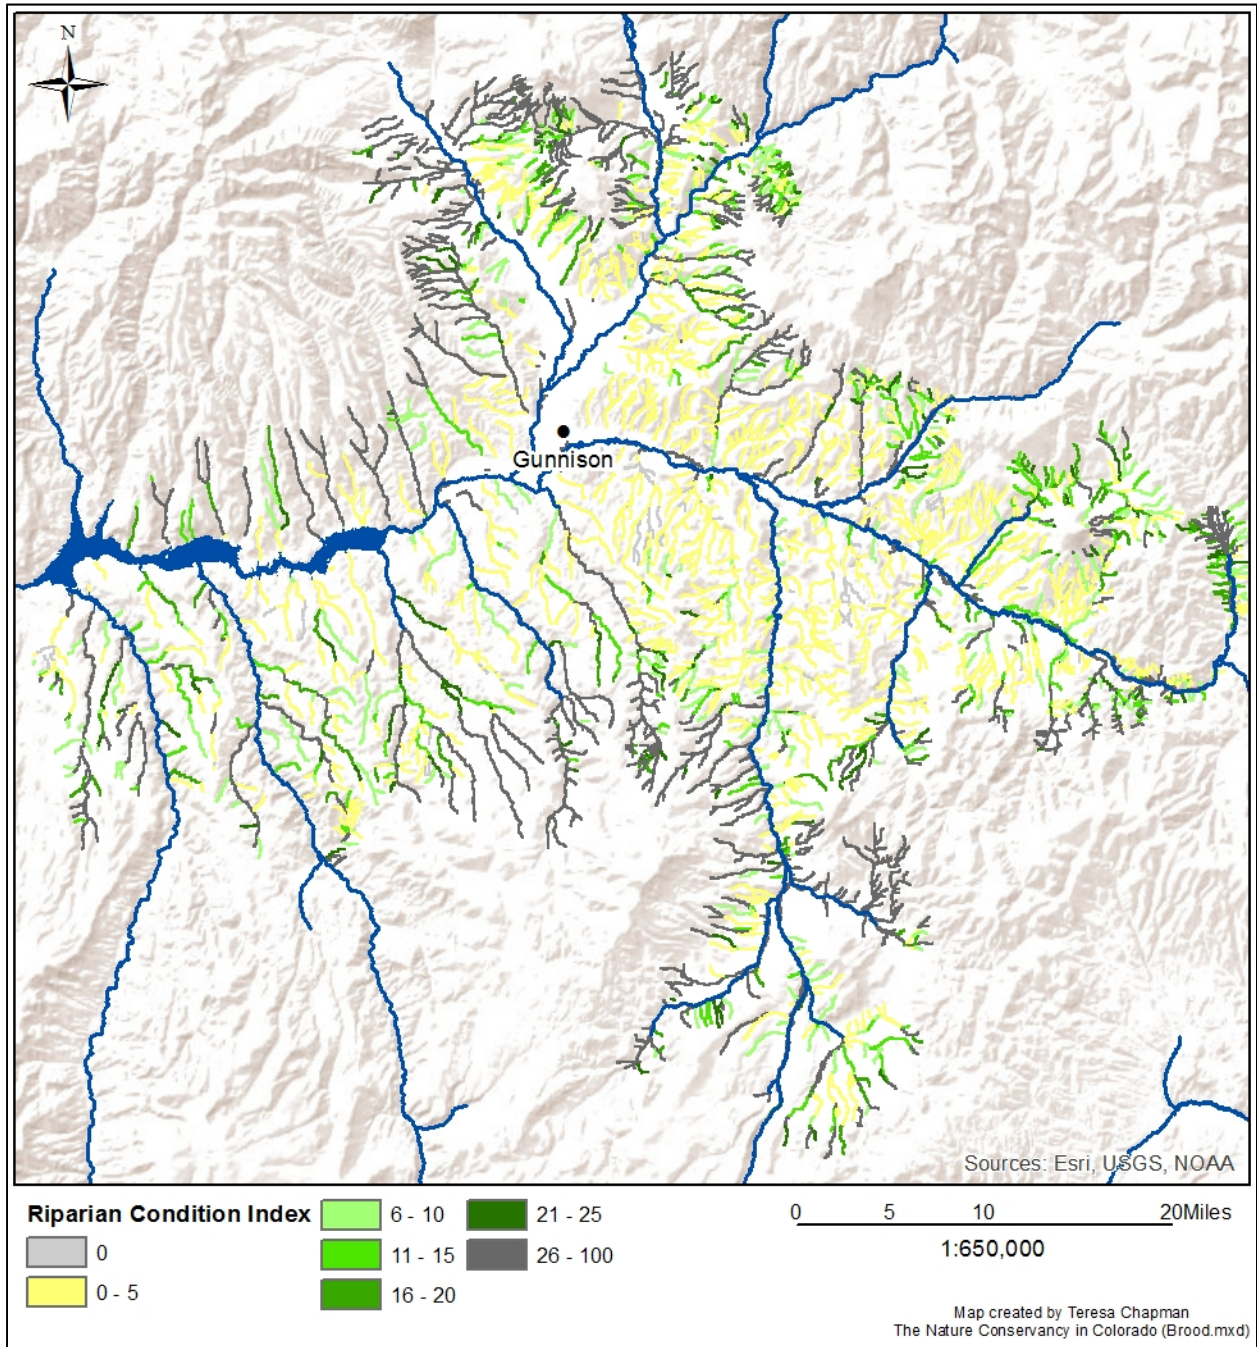 N
Gunnison
Sources: Esri, USGS, NOAA
Riparian Condition Index
0
0 - 5
6 - 10
11 - 15
16 - 20
21 - 25
26 - 100
0 5 10 20Miles
1:650,000
Map created by Teresa Chapman
The Nature Conservancy in Colorado (Brood.mxd)